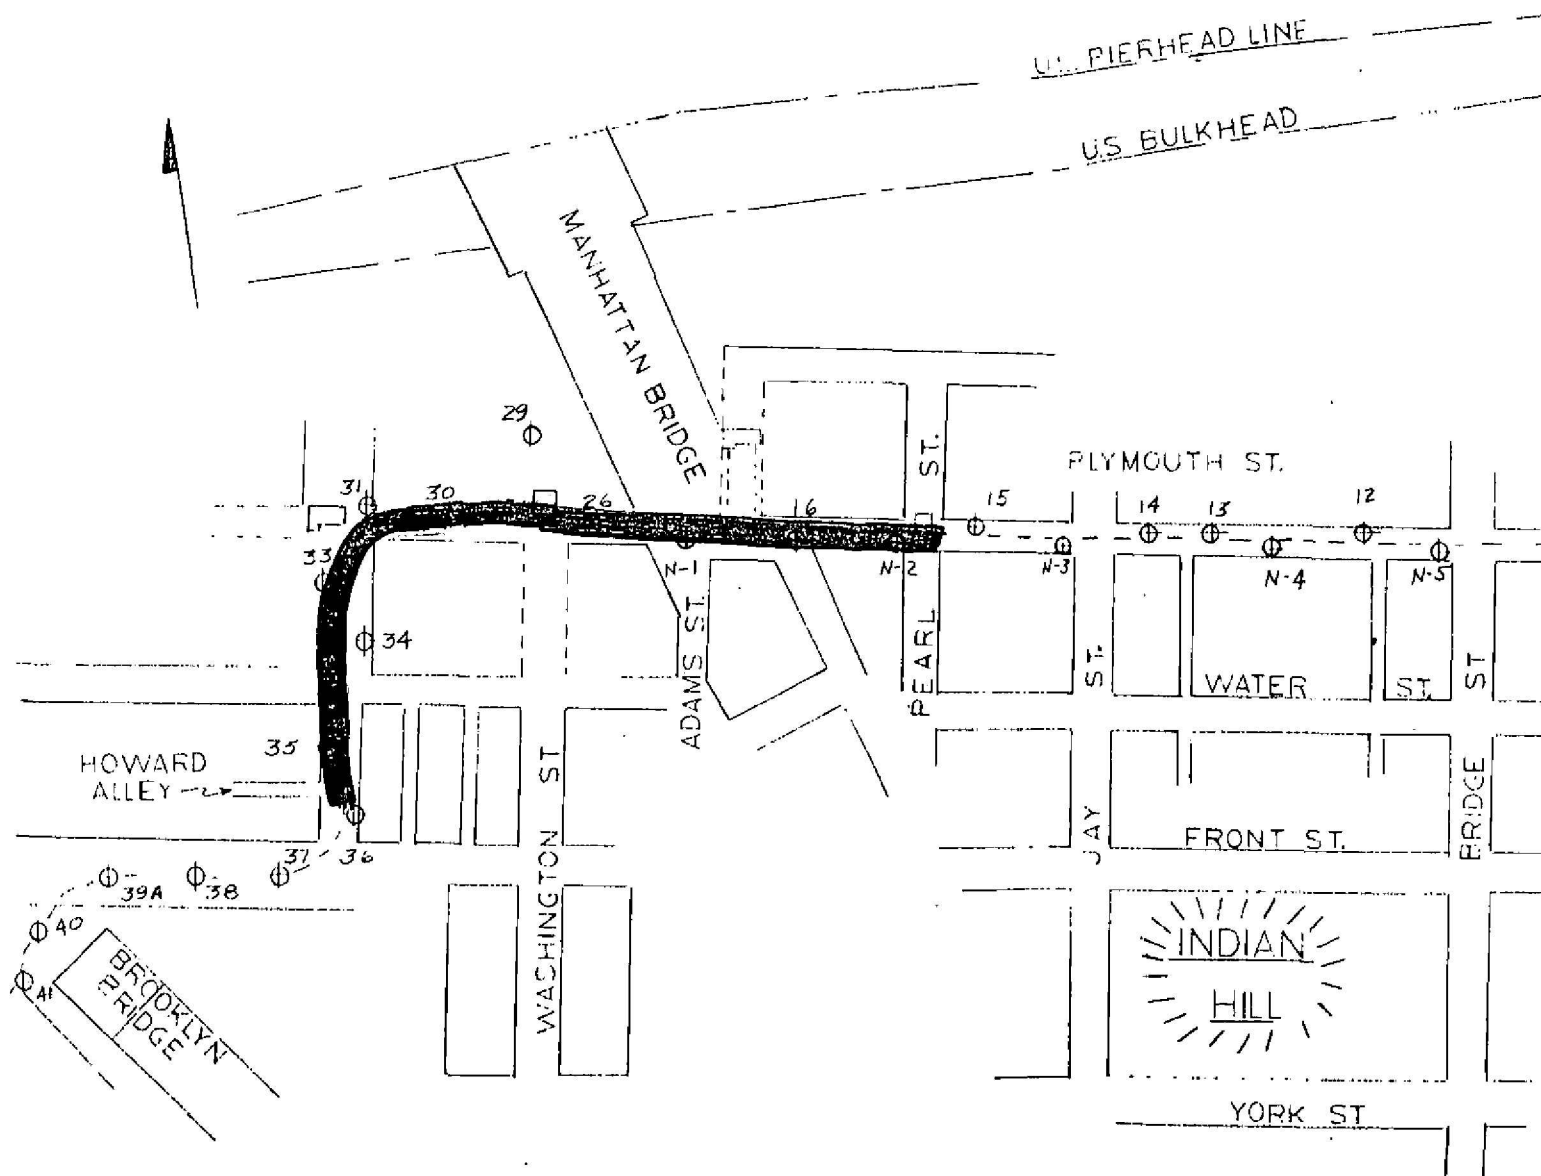 PIERHEAD LINE
U.S BULKHEAD
MANHATTAN BRIDGE
29
31
30
26
16
ST.
PLYMOUTH ST.
15
14
13
12
33
N-1
N-2
N-3
N-4
N-5
34
ADAMS ST.
PEARL
ST.
WATER ST.
ST
35
HOWARD
ALLEY
WASHINGTON ST
JAY
FRONT ST.
BRIDGE
37
36
39A
38
40
41
BROOKLYN
BRIDGE
INDIAN
HILL
YORK ST